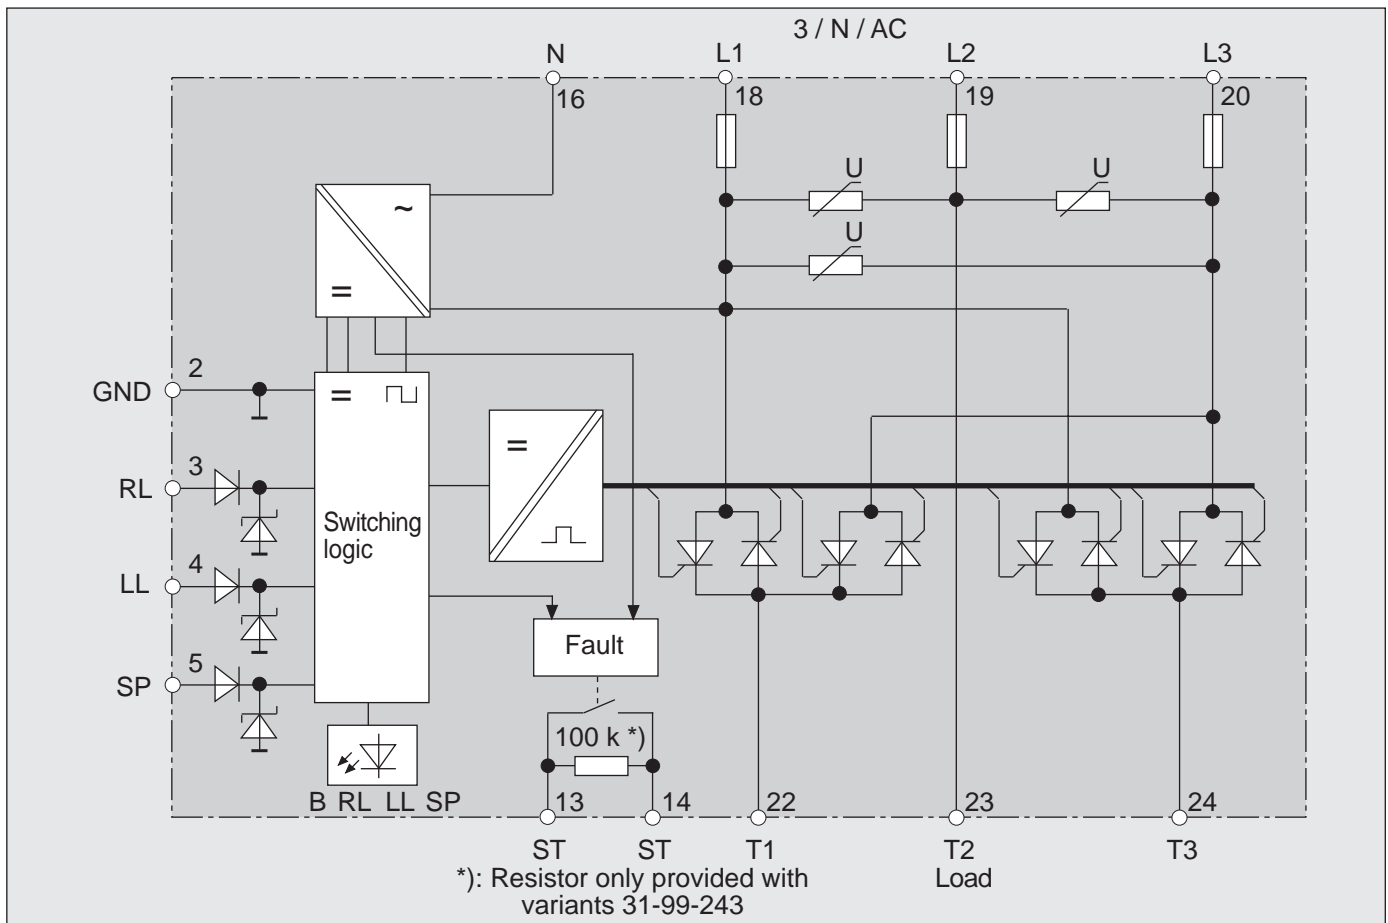 3 / N / AC
N L1 L2 L3
16 18 19 20
U U
U
~
=
2
GND
=
3
RL
=
Switching
logic
4
LL
Fault
5
SP
100 k *)
B RL LL SP
13 14 22 23 24
ST ST T1 T2 T3
*): Resistor only provided with Load
variants 31-99-243